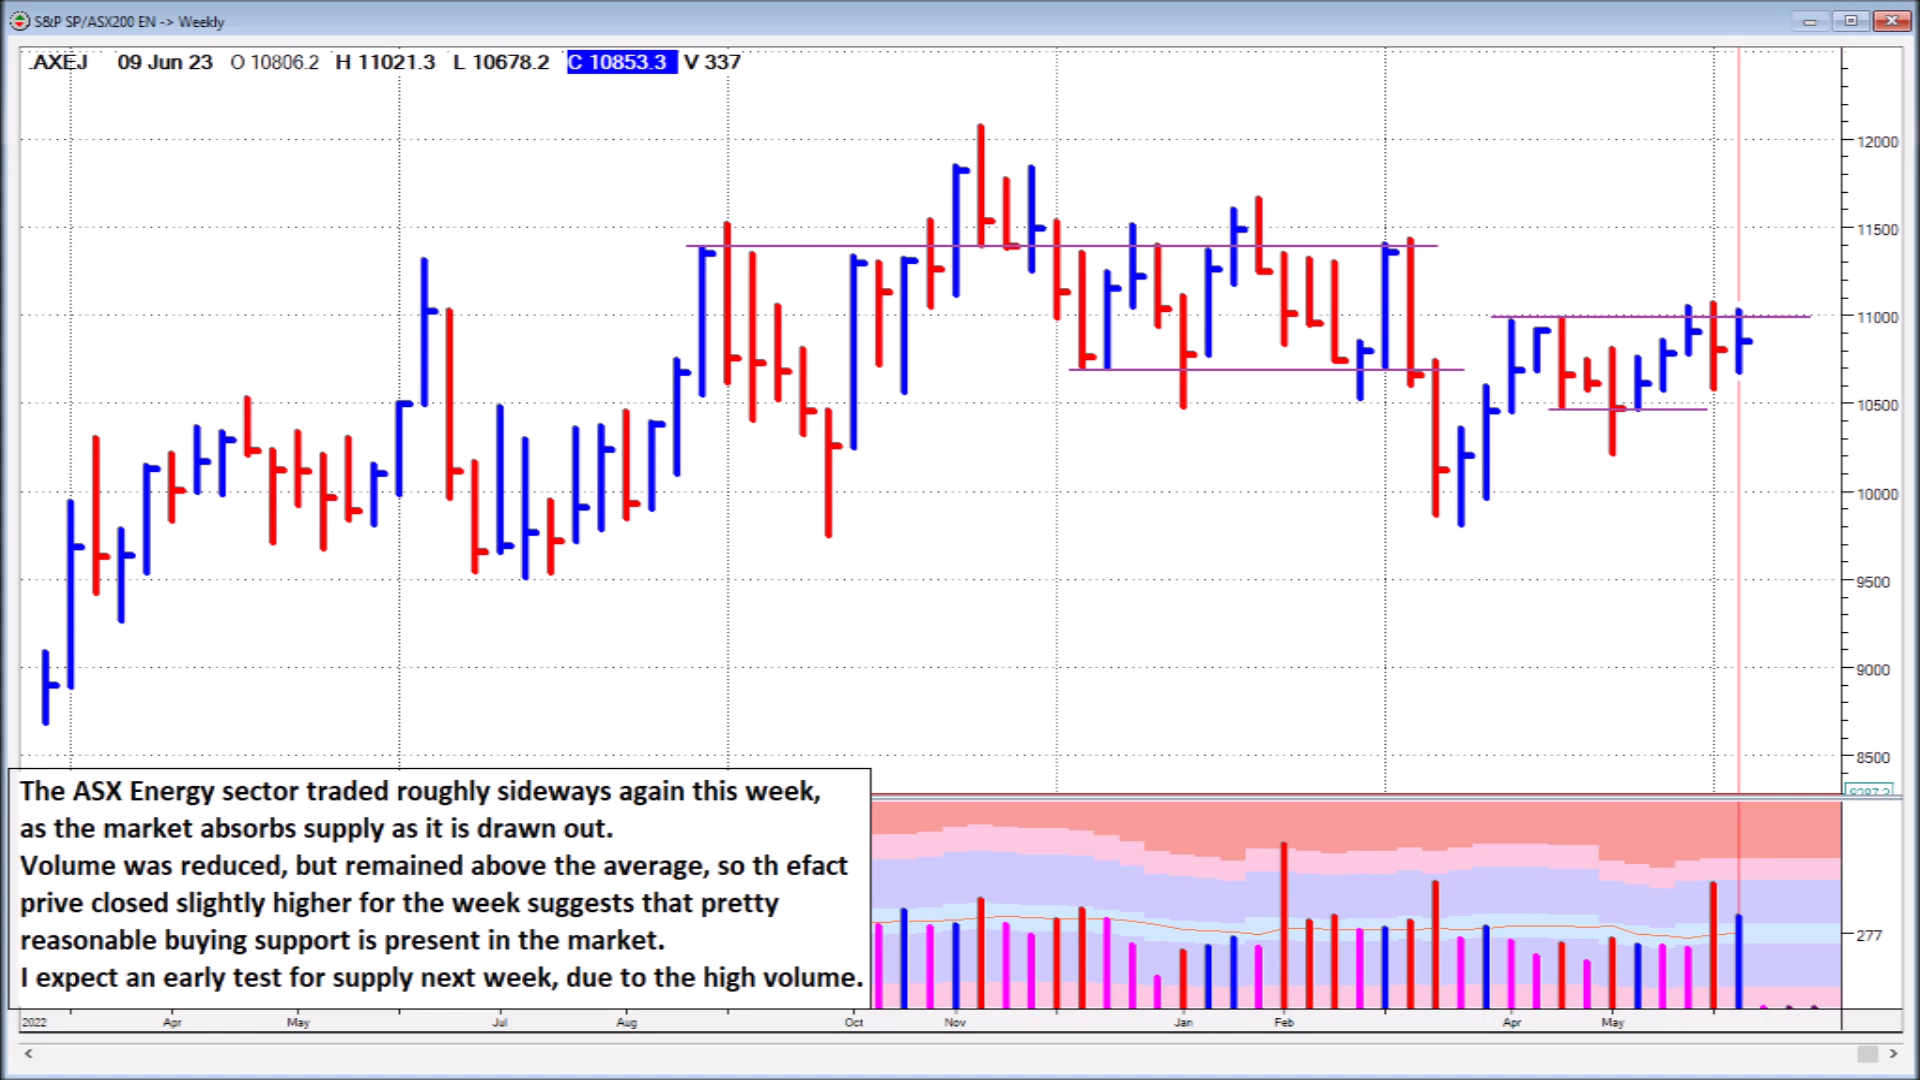 S&P SP/ASX200 EN -> Weekly
.AXEJ 09 Jun 23 O 10806.2 H 11021.3 L 10678.2 C 10853.3 V 337
12000
11500
11000
10500
10000
9500
9000
8500
The ASX Energy sector traded roughly sideways again this week,
as the market absorbs supply as it is drawn out.
Volume was reduced, but remained above the average, so th efact
prive closed slightly higher for the week suggests that pretty
reasonable buying support is present in the market.
I expect an early test for supply next week, due to the high volume.
277
2022 Apr May Jul Aug Oct Nov Jan Feb Apr May